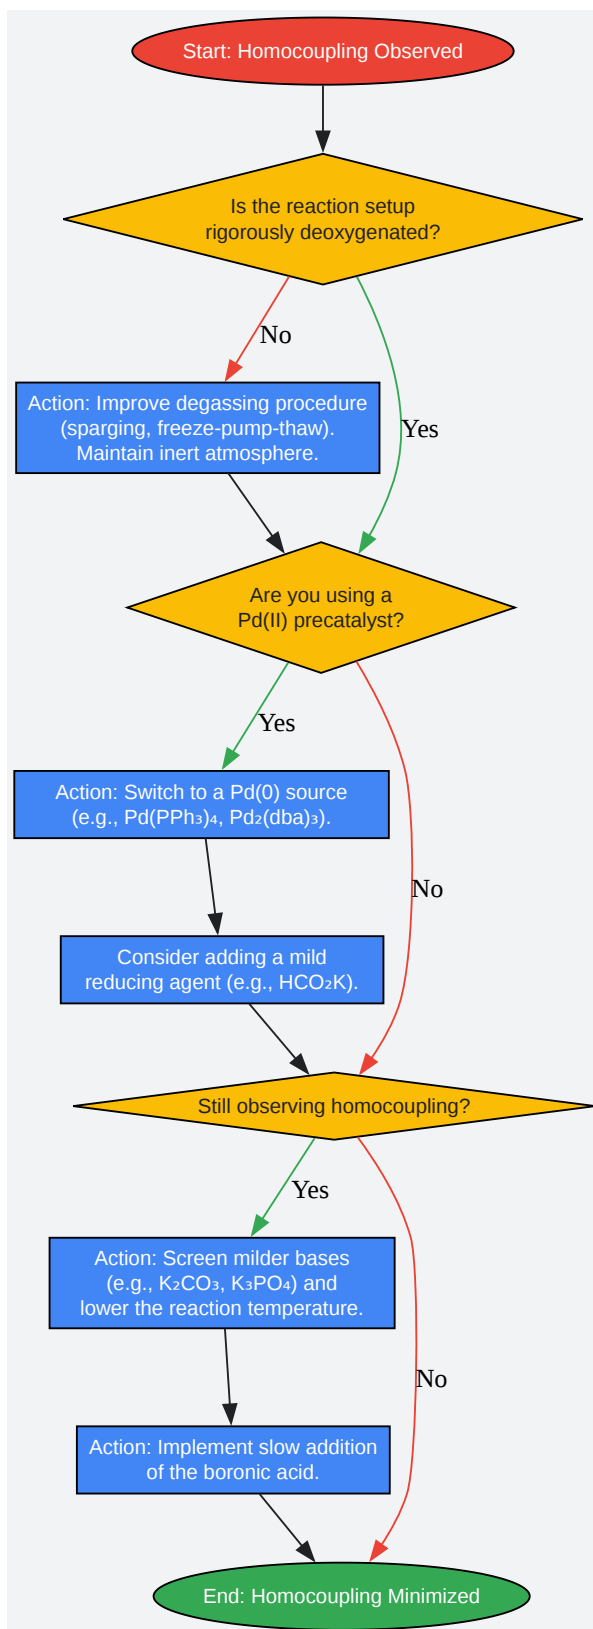 Start: Homocoupling Observed
Is the reaction setup
rigorously deoxygenated?
No
Action: Improve degassing procedure
(sparging, freeze-pump-thaw).
Maintain inert atmosphere.
Yes
Are you using a
Pd(II) precatalyst?
Yes
Action: Switch to a Pd(0) source
(e.g., Pd(PPh₃)₄, Pd₂(dba)₃).
No
Consider adding a mild
reducing agent (e.g., HCO₂K).
Still observing homocoupling?
Yes
Action: Screen milder bases
(e.g., K₂CO₃, K₃PO₄) and
lower the reaction temperature.
No
Action: Implement slow addition
of the boronic acid.
End: Homocoupling Minimized